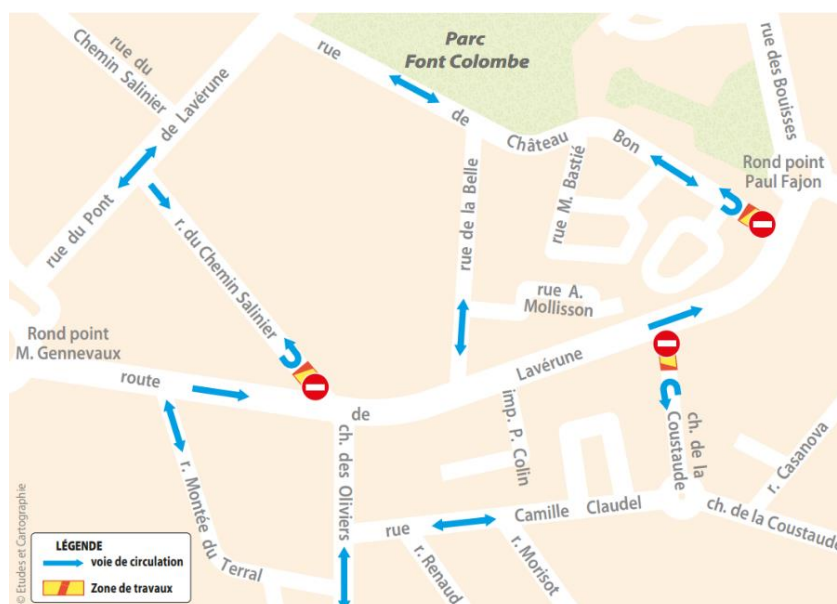 Parc
Font Colombe
rue du
Chemin Salinier
rue
de
Château
Bon
rue des Bouisses
Rond point
Paul Fajon
rue du Pont
de Lavérune
r. du Chemin Salinier
rue de la Belle
rue M. Bastié
rue A.
Mollisson
Rond point
M. Gennevaux
route
de
Lavérune
ch. des Oliviers
imp. P. Colin
ch. de la
Coustaude
r. Casanova
r. Montée
du Terral
rue
Camille
Claudel
ch. de la Coustaude
r. Renaud
r. Morisot
© Etudes et Cartographie
LÉGENDE
voie de circulation
Zone de travaux